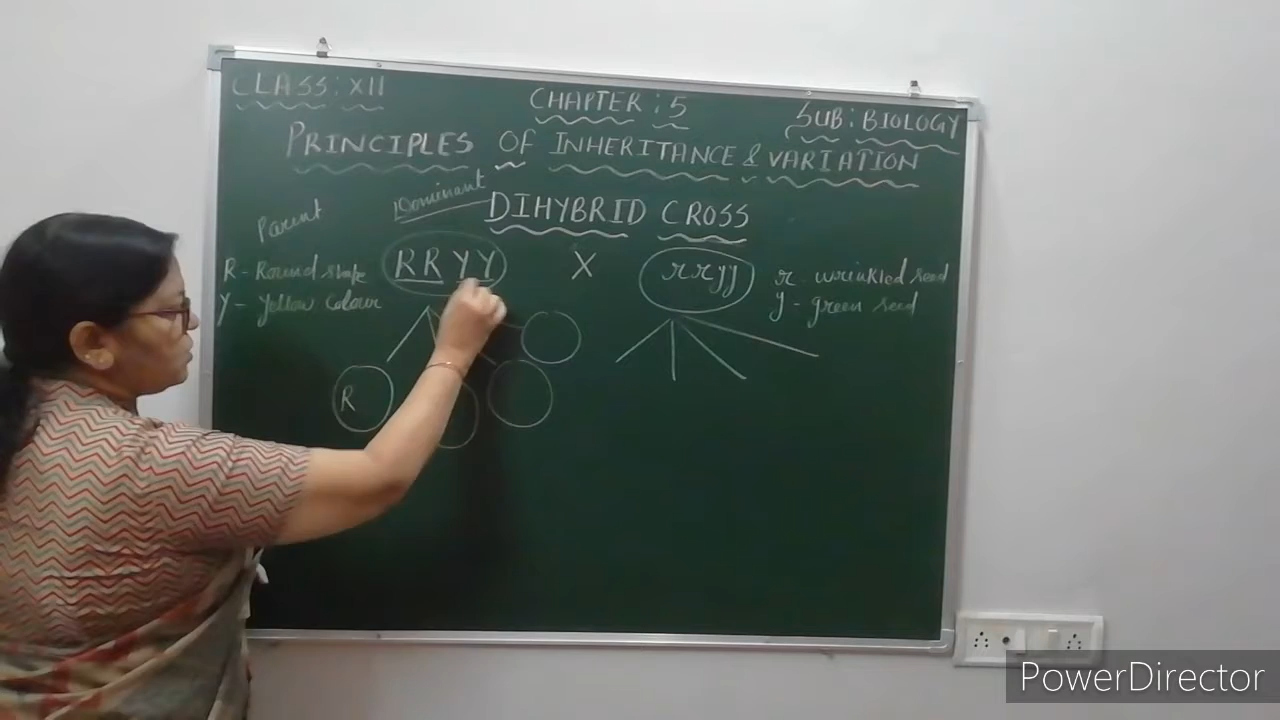 CLASS: XII
CHAPTER: 5
SUB: BIOLOGY
PRINCIPLES OF INHERITANCE & VARIATION
DIHYBRID CROSS
Parent
Dominant
R - Round shape
Y - Yellow colour
RRYY
X
rryy
r. wrinkled seed
y - green seed
R
PowerDirector